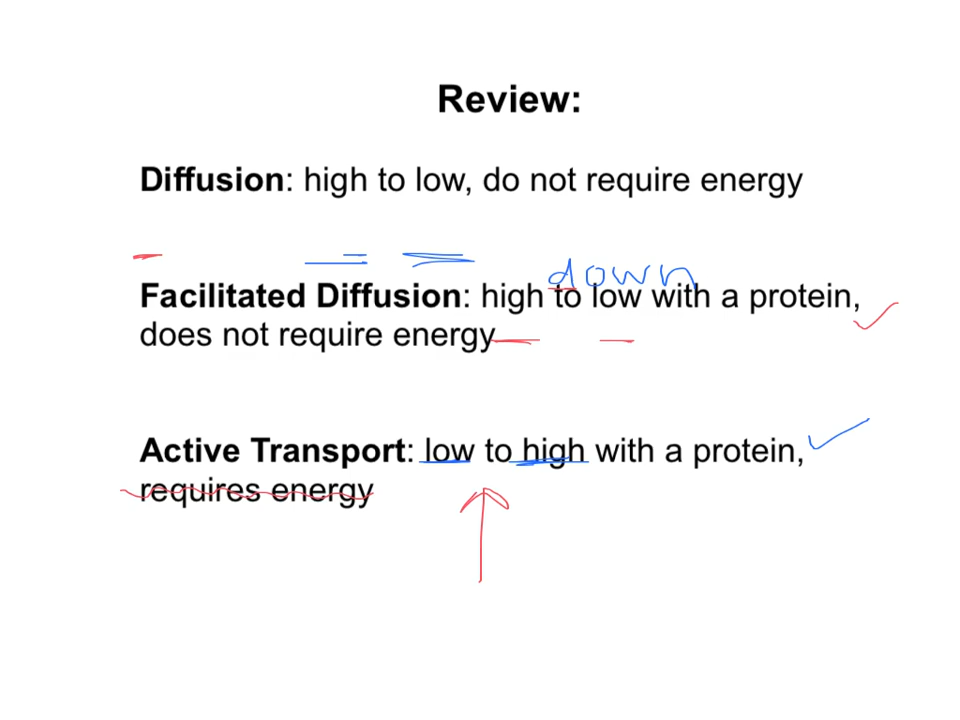 Review:
Diffusion: high to low, do not require energy
down
Facilitated Diffusion: high to low with a protein,
does not require energy
Active Transport: low to high with a protein,
requires energy